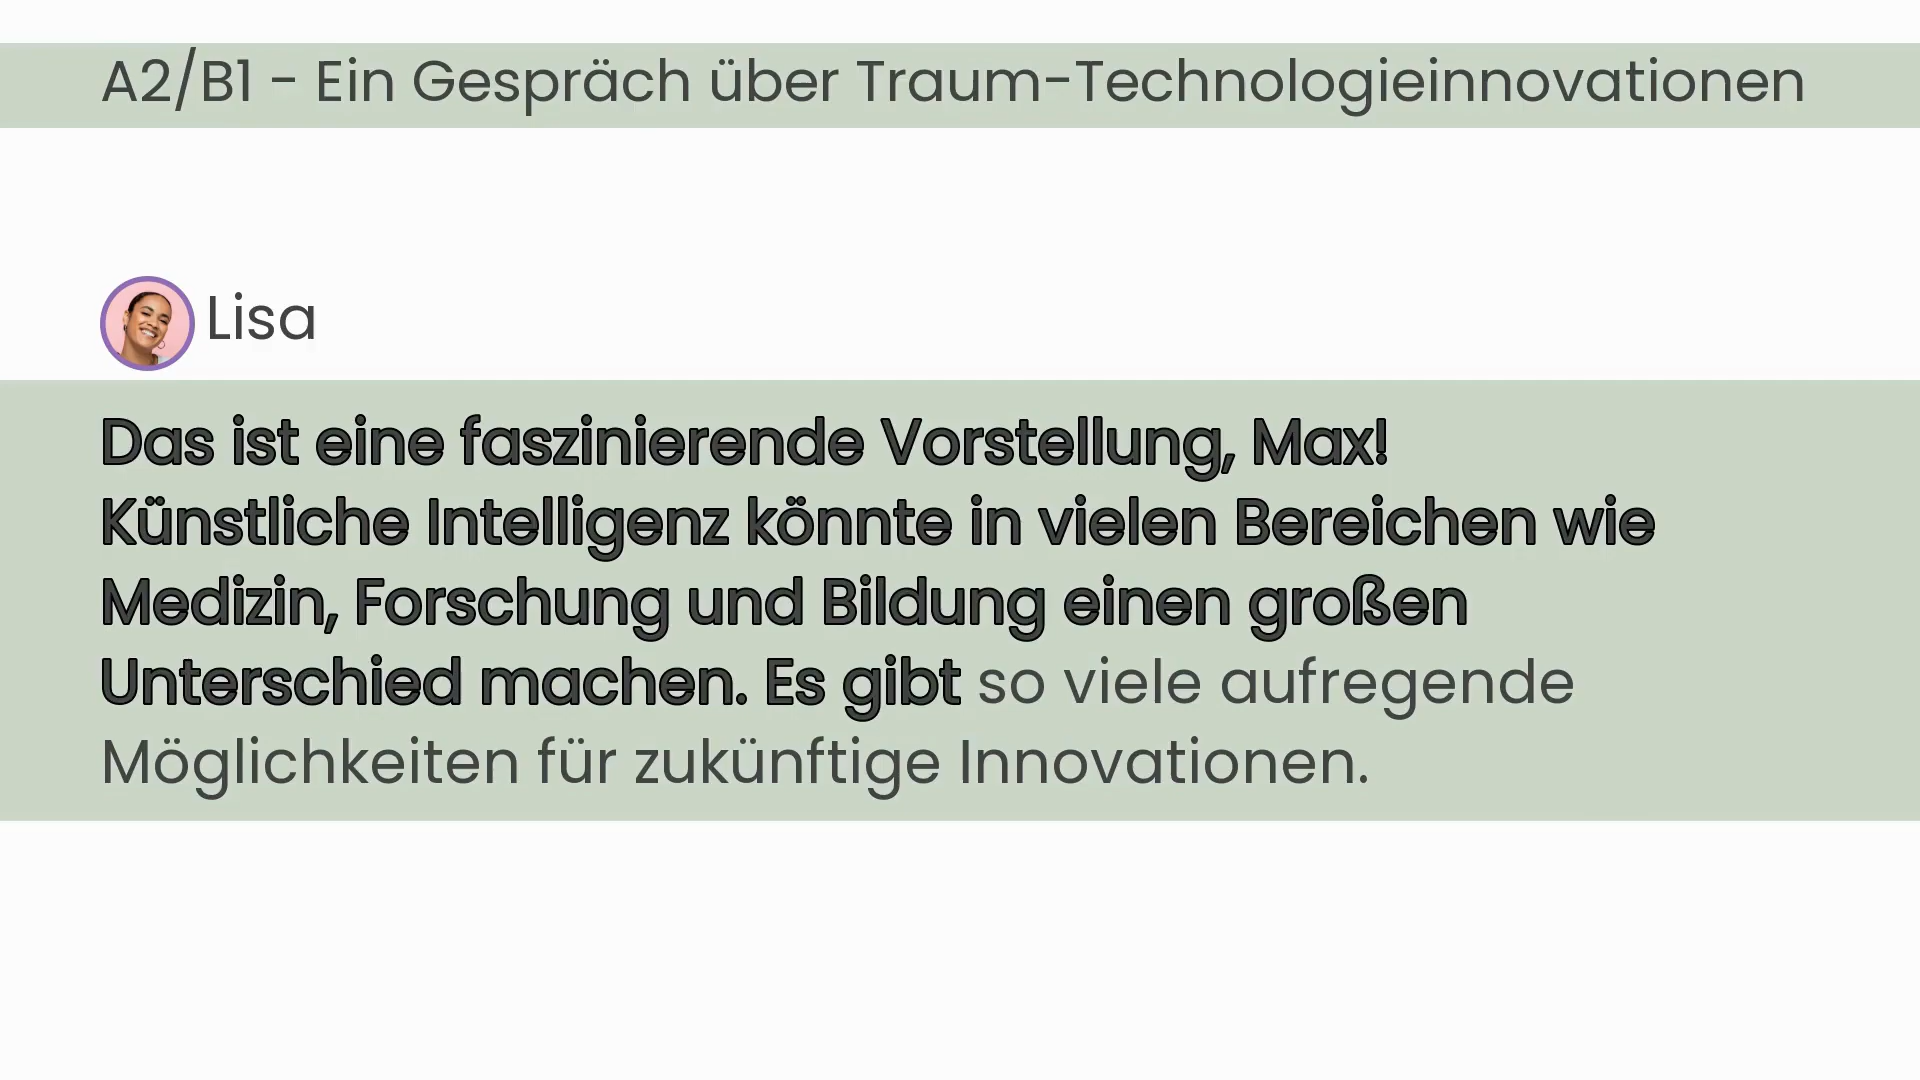 A2/B1 - Ein Gespräch über Traum-Technologieinnovationen
Lisa
Das ist eine faszinierende Vorstellung, Max!
Künstliche Intelligenz könnte in vielen Bereichen wie
Medizin, Forschung und Bildung einen großen
Unterschied machen. Es gibt so viele aufregende
Möglichkeiten für zukünftige Innovationen.